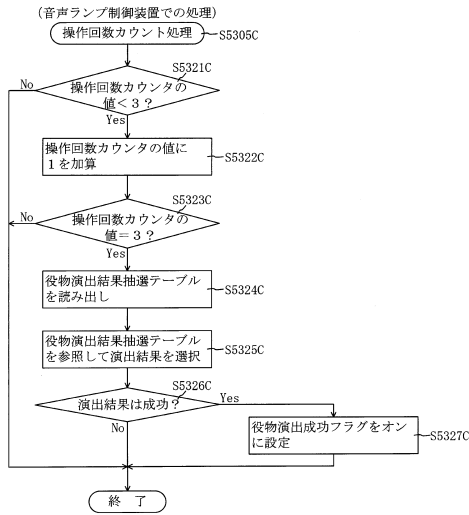 (音声ランプ制御装置での処理)
操作回数カウント処理
S5305C
S5321C
操作回数カウンタの
値＜3？
No
Yes
操作回数カウンタの値に
1を加算
S5322C
S5323C
操作回数カウンタの
値＝3？
No
Yes
役物演出結果抽選テーブル
を読み出し
S5324C
役物演出結果抽選テーブル
を参照して演出結果を選択
S5325C
S5326C
演出結果は成功？
Yes
No
役物演出成功フラグをオン
に設定
S5327C
終 了